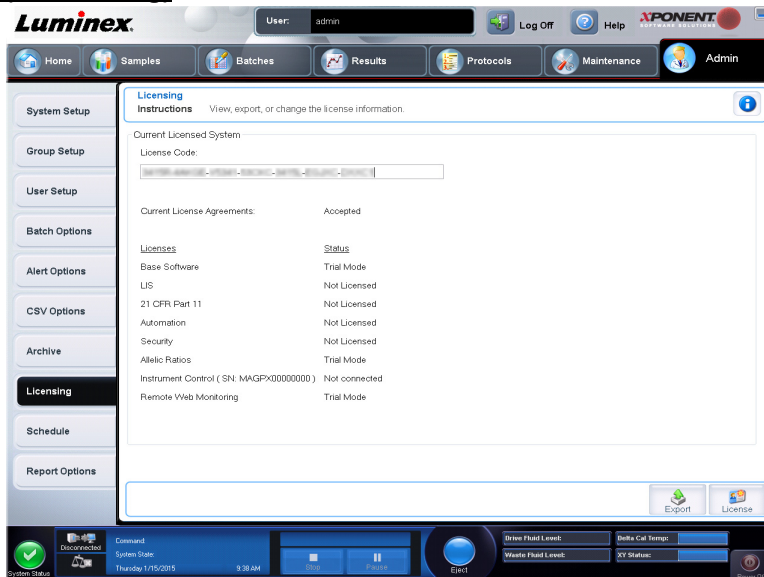 Luminex.
User: admin
Log Off
Help
XPONENT.
SOFTWARE SOLUTIONS
Home
Samples
Batches
Results
Protocols
Maintenance
Admin
System Setup
Group Setup
User Setup
Batch Options
Alert Options
CSV Options
Archive
Licensing
Schedule
Report Options
Licensing
Instructions View, export, or change the license information.
Current Licensed System
License Code:
Current License Agreements: Accepted
Licenses Status
Base Software Trial Mode
LIS Not Licensed
21 CFR Part 11 Not Licensed
Automation Not Licensed
Security Not Licensed
Allelic Ratios Trial Mode
Instrument Control ( SN: MAGPX00000000 ) Not connected
Remote Web Monitoring Trial Mode
Export
License
System Status
Disconnected
Command:
System State:
Thursday 1/15/2015 9:38 AM
Stop
Pause
Eject
Drive Fluid Level:
Waste Fluid Level:
Delta Cal Temp:
XY Status: